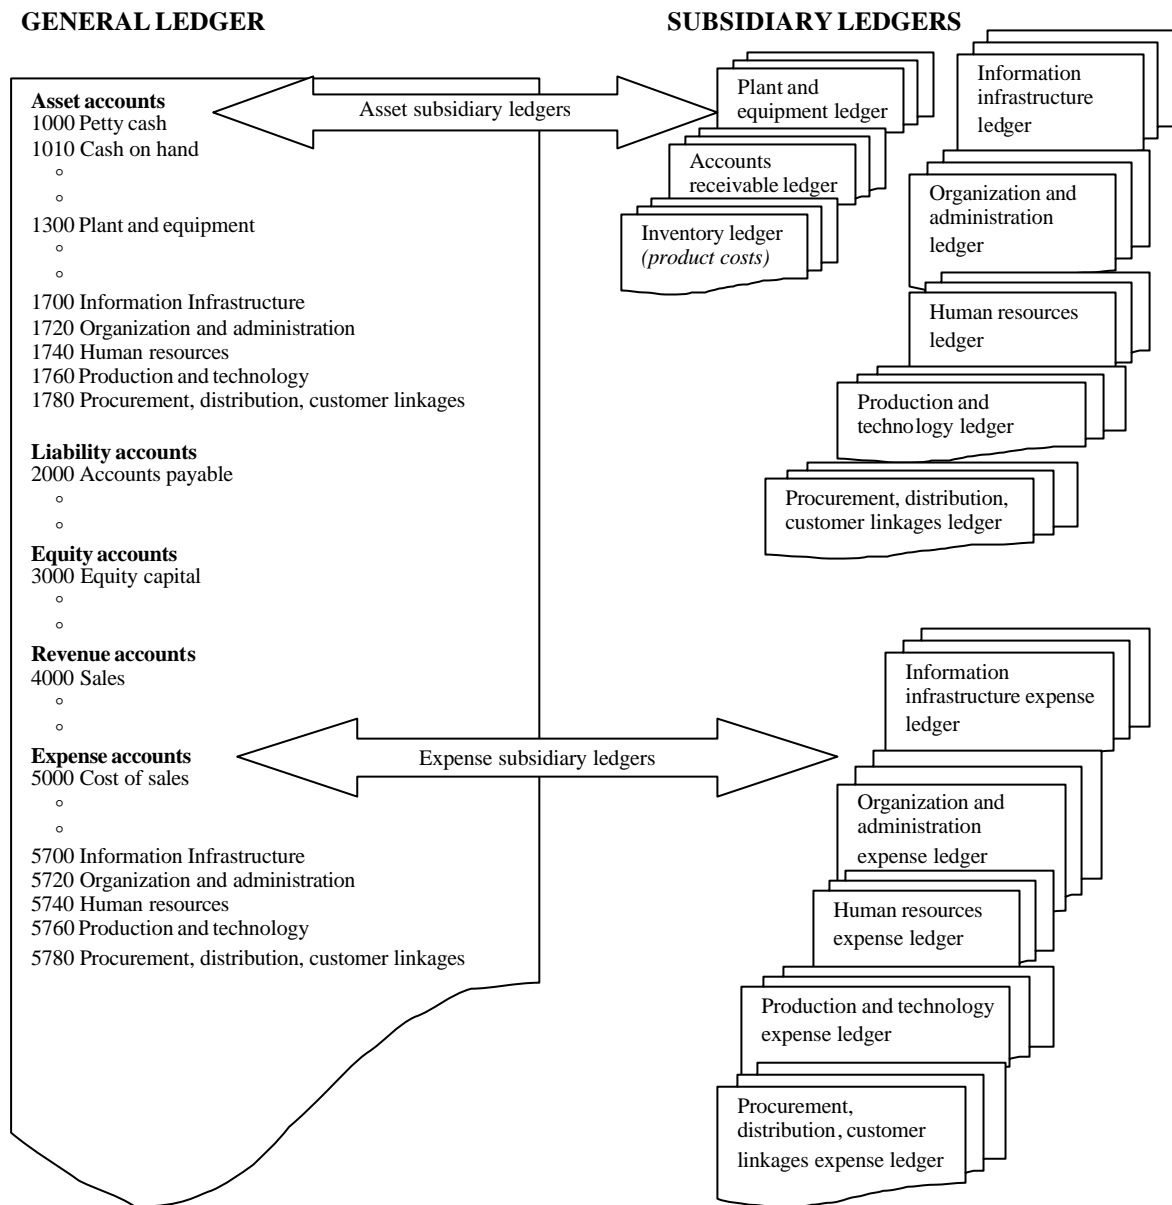 GENERAL LEDGER
Asset accounts
1000 Petty cash
1010 Cash on hand
1300 Plant and equipment
1700 Information Infrastructure
1720 Organization and administration
1740 Human resources
1760 Production and technology
1780 Procurement, distribution, customer linkages
Liability accounts
2000 Accounts payable
Equity accounts
3000 Equity capital
Revenue accounts
4000 Sales
Expense accounts
5000 Cost of sales
5700 Information Infrastructure
5720 Organization and administration
5740 Human resources
5760 Production and technology
5780 Procurement, distribution, customer linkages
Asset subsidiary ledgers
Expense subsidiary ledgers
SUBSIDIARY LEDGERS
Plant and
equipment ledger
Accounts
receivable ledger
Inventory ledger
(product costs)
Information
infrastructure
ledger
Organization and
administration
ledger
Human resources
ledger
Production and
technology ledger
Procurement, distribution,
customer linkages ledger
Information
infrastructure expense
ledger
Organization and
administration
expense ledger
Human resources
expense ledger
Production and technology
expense ledger
Procurement,
distribution, customer
linkages expense ledger